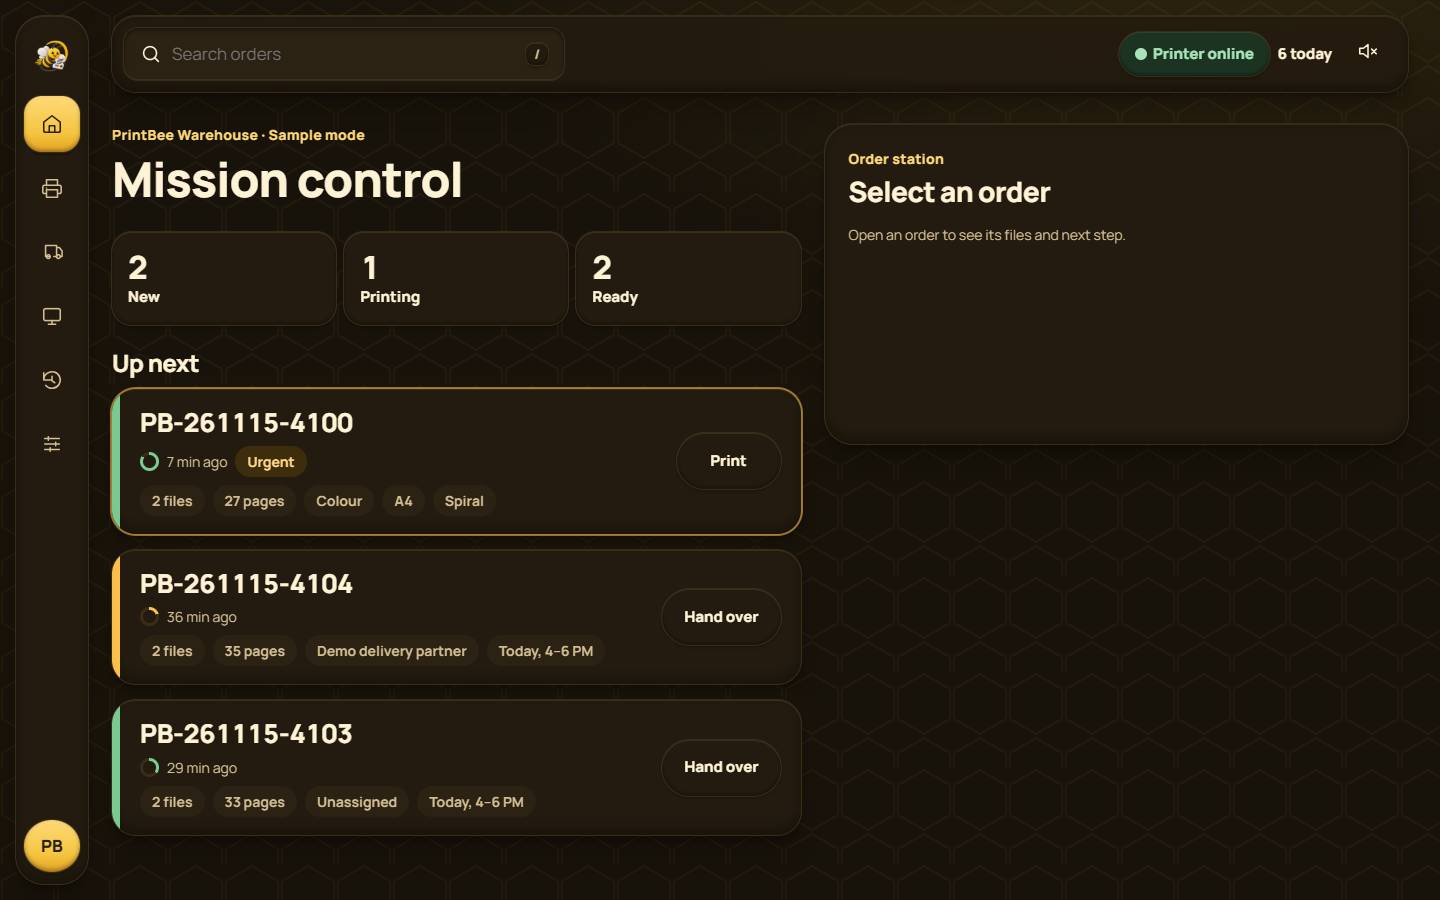 Search orders
/
Printer online
6 today
PrintBee Warehouse · Sample mode
Mission control
2
New
1
Printing
2
Ready
Up next
PB-261115-4100
7 min ago
Urgent
2 files
27 pages
Colour
A4
Spiral
Print
PB-261115-4104
36 min ago
2 files
35 pages
Demo delivery partner
Today, 4–6 PM
Hand over
PB-261115-4103
29 min ago
2 files
33 pages
Unassigned
Today, 4–6 PM
Hand over
Order station
Select an order
Open an order to see its files and next step.
PB